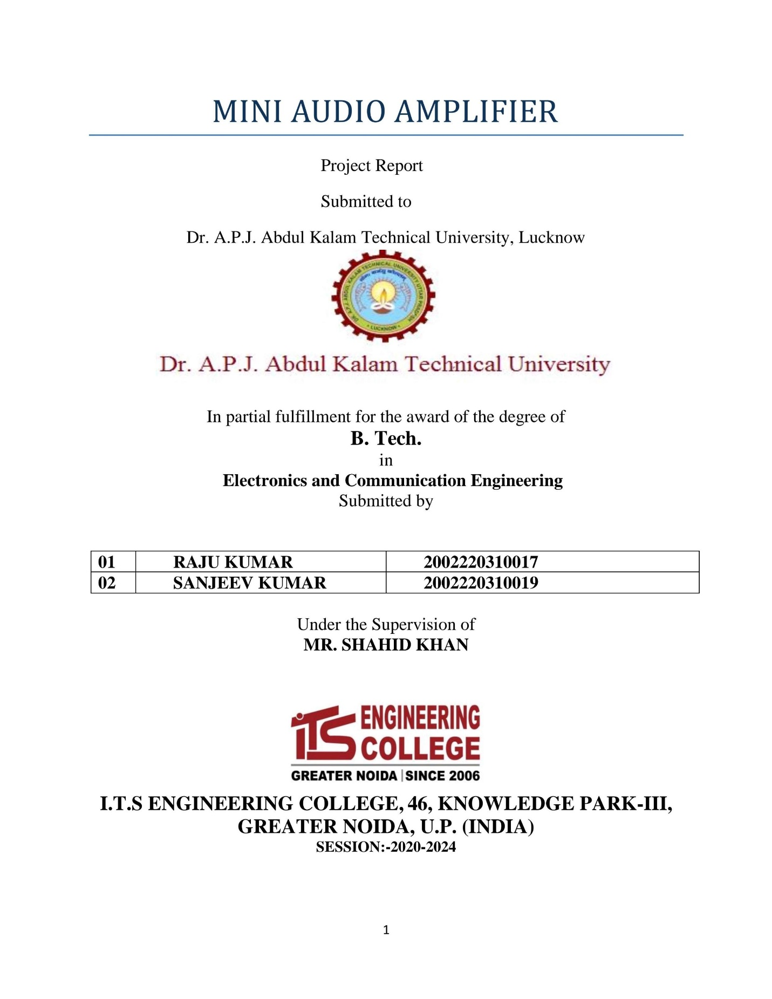 MINI AUDIO AMPLIFIER
Project Report
Submitted to
Dr. A.P.J. Abdul Kalam Technical University, Lucknow
DR. A.P.J. ABDUL KALAM TECHNICAL UNIVERSITY UTTAR PRADESH
LUCKNOW
Dr. A.P.J. Abdul Kalam Technical University
In partial fulfillment for the award of the degree of
B. Tech.
in
Electronics and Communication Engineering
Submitted by
01 RAJU KUMAR 2002220310017
02 SANJEEV KUMAR 2002220310019
Under the Supervision of
MR. SHAHID KHAN
iTS ENGINEERING
COLLEGE
GREATER NOIDA | SINCE 2006
I.T.S ENGINEERING COLLEGE, 46, KNOWLEDGE PARK-III,
GREATER NOIDA, U.P. (INDIA)
SESSION:-2020-2024
1